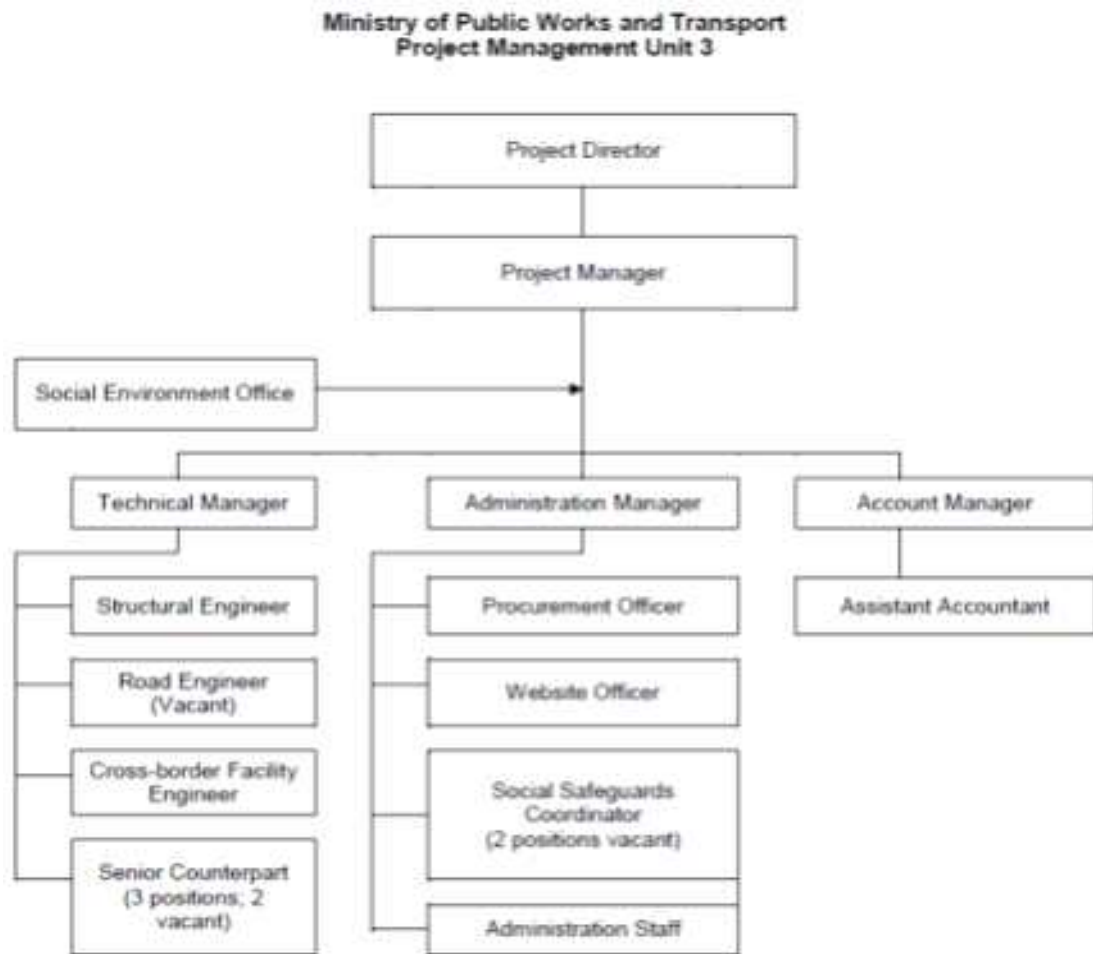 Ministry of Public Works and Transport
Project Management Unit 3
Project Director
Project Manager
Social Environment Office
Technical Manager
Administration Manager
Account Manager
Structural Engineer
Procurement Officer
Assistant Accountant
Road Engineer
(Vacant)
Website Officer
Cross-border Facility
Engineer
Social Safeguards
Coordinator
(2 positions vacant)
Senior Counterpart
(3 positions; 2
vacant)
Administration Staff